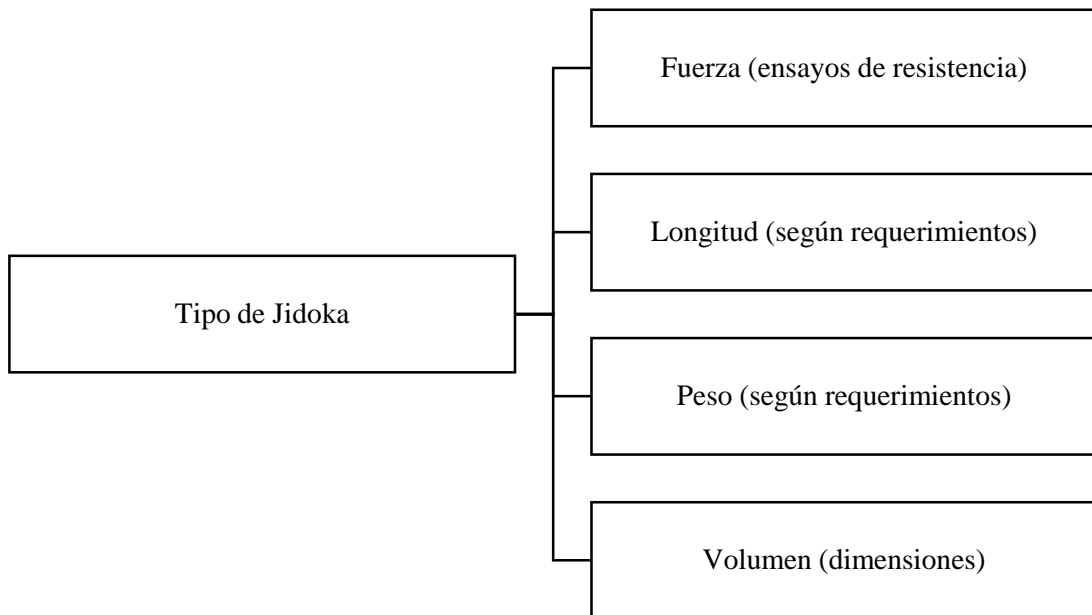 Fuerza (ensayos de resistencia)
Longitud (según requerimientos)
Tipo de Jidoka
Peso (según requerimientos)
Volumen (dimensiones)